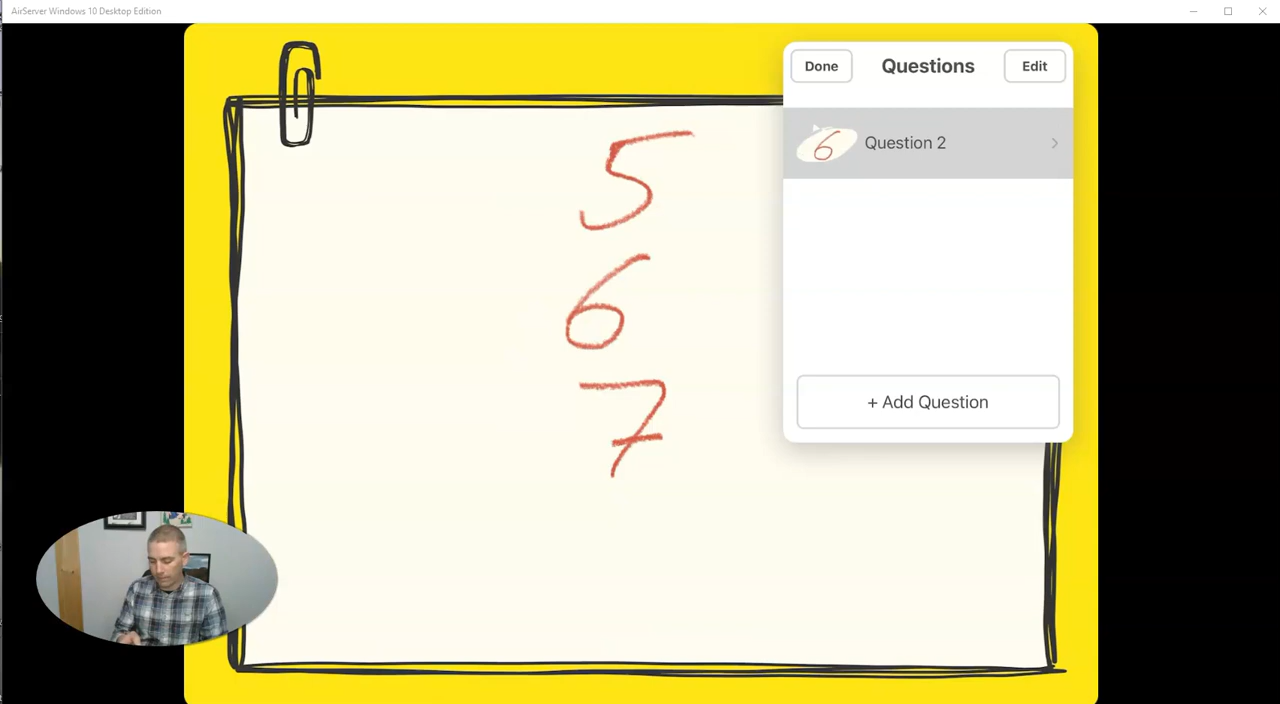 AirServer Windows 10 Desktop Edition
Done Questions Edit
6 Question 2
+ Add Question
5
6
7